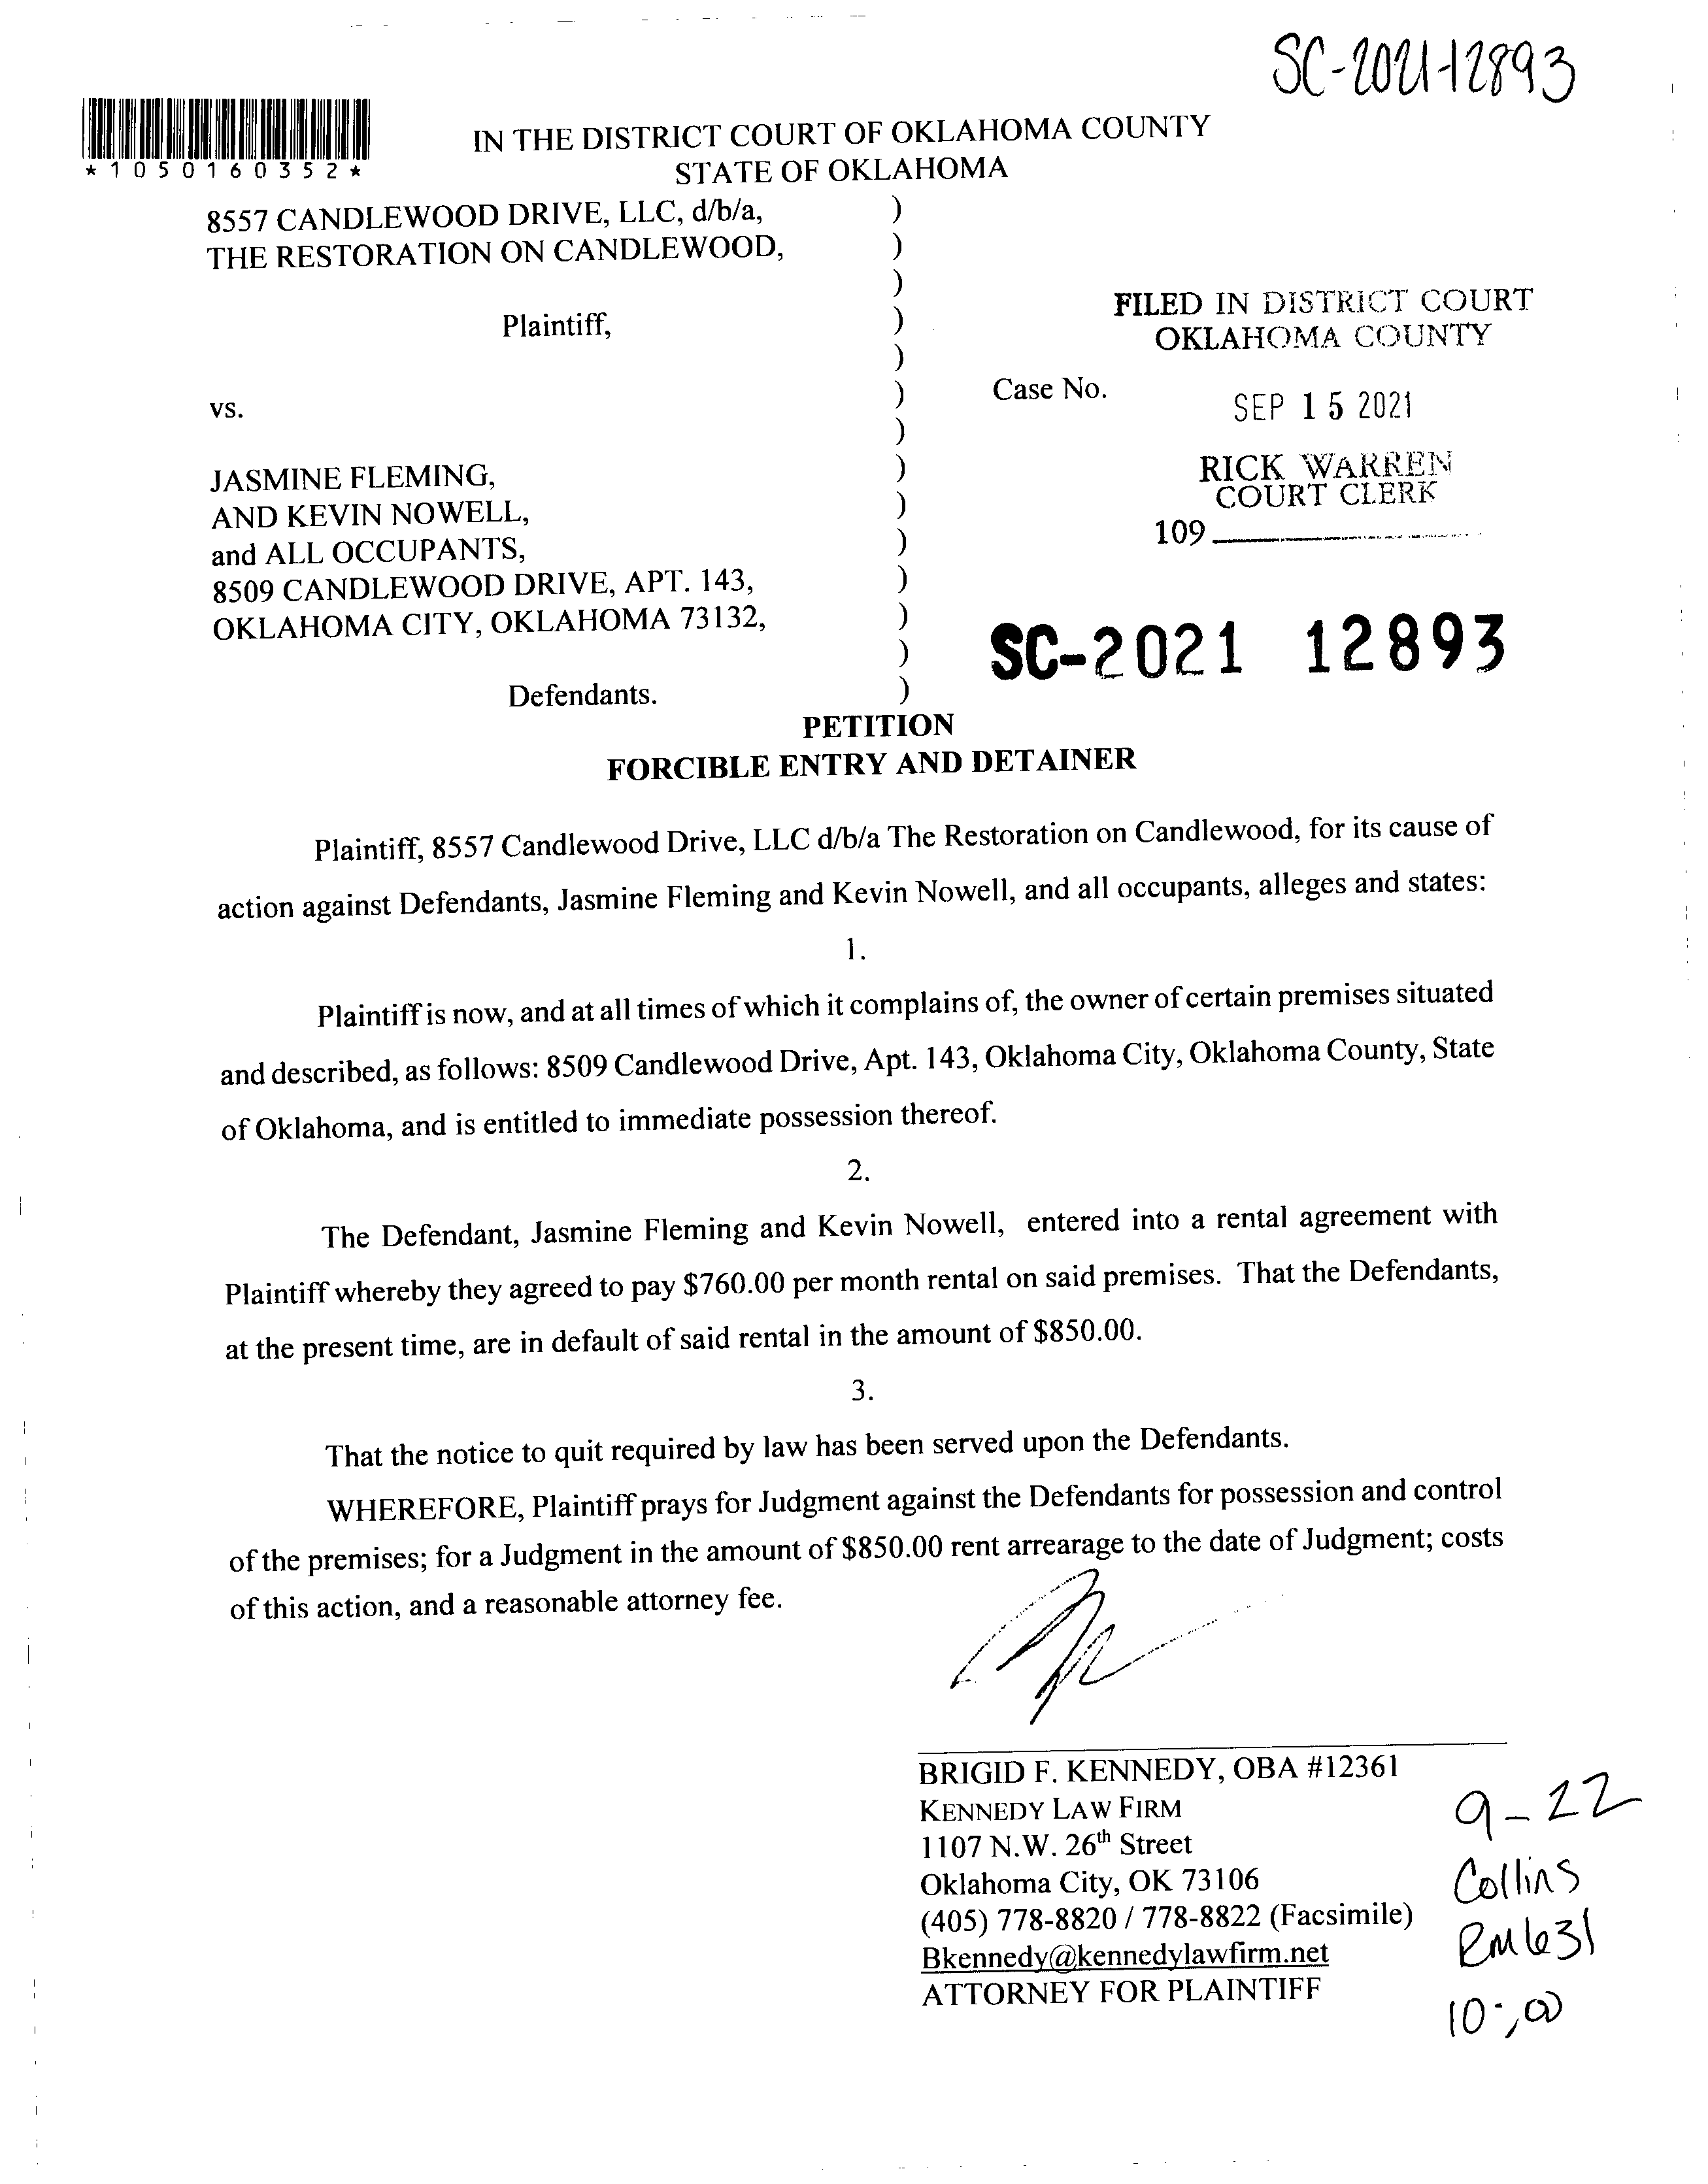 SC-2021-12893
*1050160352*
IN THE DISTRICT COURT OF OKLAHOMA COUNTY
STATE OF OKLAHOMA
8557 CANDLEWOOD DRIVE, LLC, d/b/a, )
THE RESTORATION ON CANDLEWOOD, )
)
Plaintiff, )
)
vs. )
)
JASMINE FLEMING, )
AND KEVIN NOWELL, )
and ALL OCCUPANTS, )
8509 CANDLEWOOD DRIVE, APT. 143, )
OKLAHOMA CITY, OKLAHOMA 73132, )
)
Defendants. )
FILED IN DISTRICT COURT
OKLAHOMA COUNTY
Case No.
SEP 15 2021
RICK WARREN
COURT CLERK
109
SC-2021 12893
PETITION
FORCIBLE ENTRY AND DETAINER
Plaintiff, 8557 Candlewood Drive, LLC d/b/a The Restoration on Candlewood, for its cause of
action against Defendants, Jasmine Fleming and Kevin Nowell, and all occupants, alleges and states:
1.
Plaintiff is now, and at all times of which it complains of, the owner of certain premises situated
and described, as follows: 8509 Candlewood Drive, Apt. 143, Oklahoma City, Oklahoma County, State
of Oklahoma, and is entitled to immediate possession thereof.
2.
The Defendant, Jasmine Fleming and Kevin Nowell, entered into a rental agreement with
Plaintiff whereby they agreed to pay $760.00 per month rental on said premises. That the Defendants,
at the present time, are in default of said rental in the amount of $850.00.
3.
That the notice to quit required by law has been served upon the Defendants.
WHEREFORE, Plaintiff prays for Judgment against the Defendants for possession and control
of the premises; for a Judgment in the amount of $850.00 rent arrearage to the date of Judgment; costs
of this action, and a reasonable attorney fee.
BRIGID F. KENNEDY, OBA #12361
KENNEDY LAW FIRM
1107 N.W. 26th Street
Oklahoma City, OK 73106
(405) 778-8820 / 778-8822 (Facsimile)
Bkennedy@kennedylawfirm.net
ATTORNEY FOR PLAINTIFF
9-22
Collins
RM631
10:00